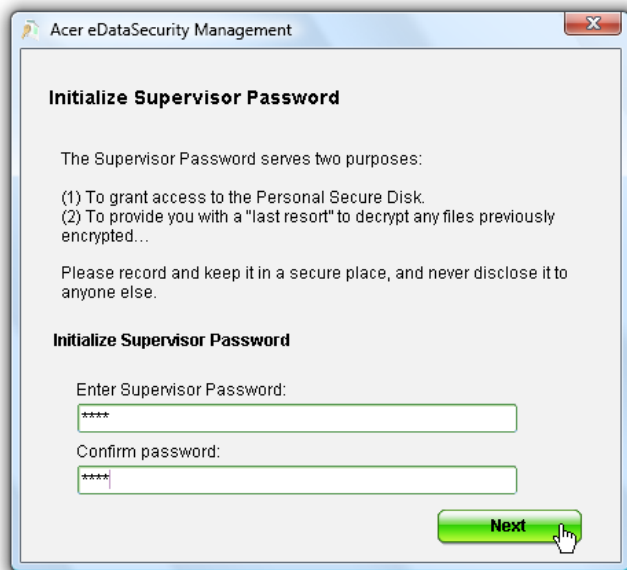 Acer eDataSecurity Management
Initialize Supervisor Password
The Supervisor Password serves two purposes:
(1) To grant access to the Personal Secure Disk.
(2) To provide you with a "last resort" to decrypt any files previously
encrypted...
Please record and keep it in a secure place, and never disclose it to
anyone else.
Initialize Supervisor Password
Enter Supervisor Password:
****
Confirm password:
****
Next